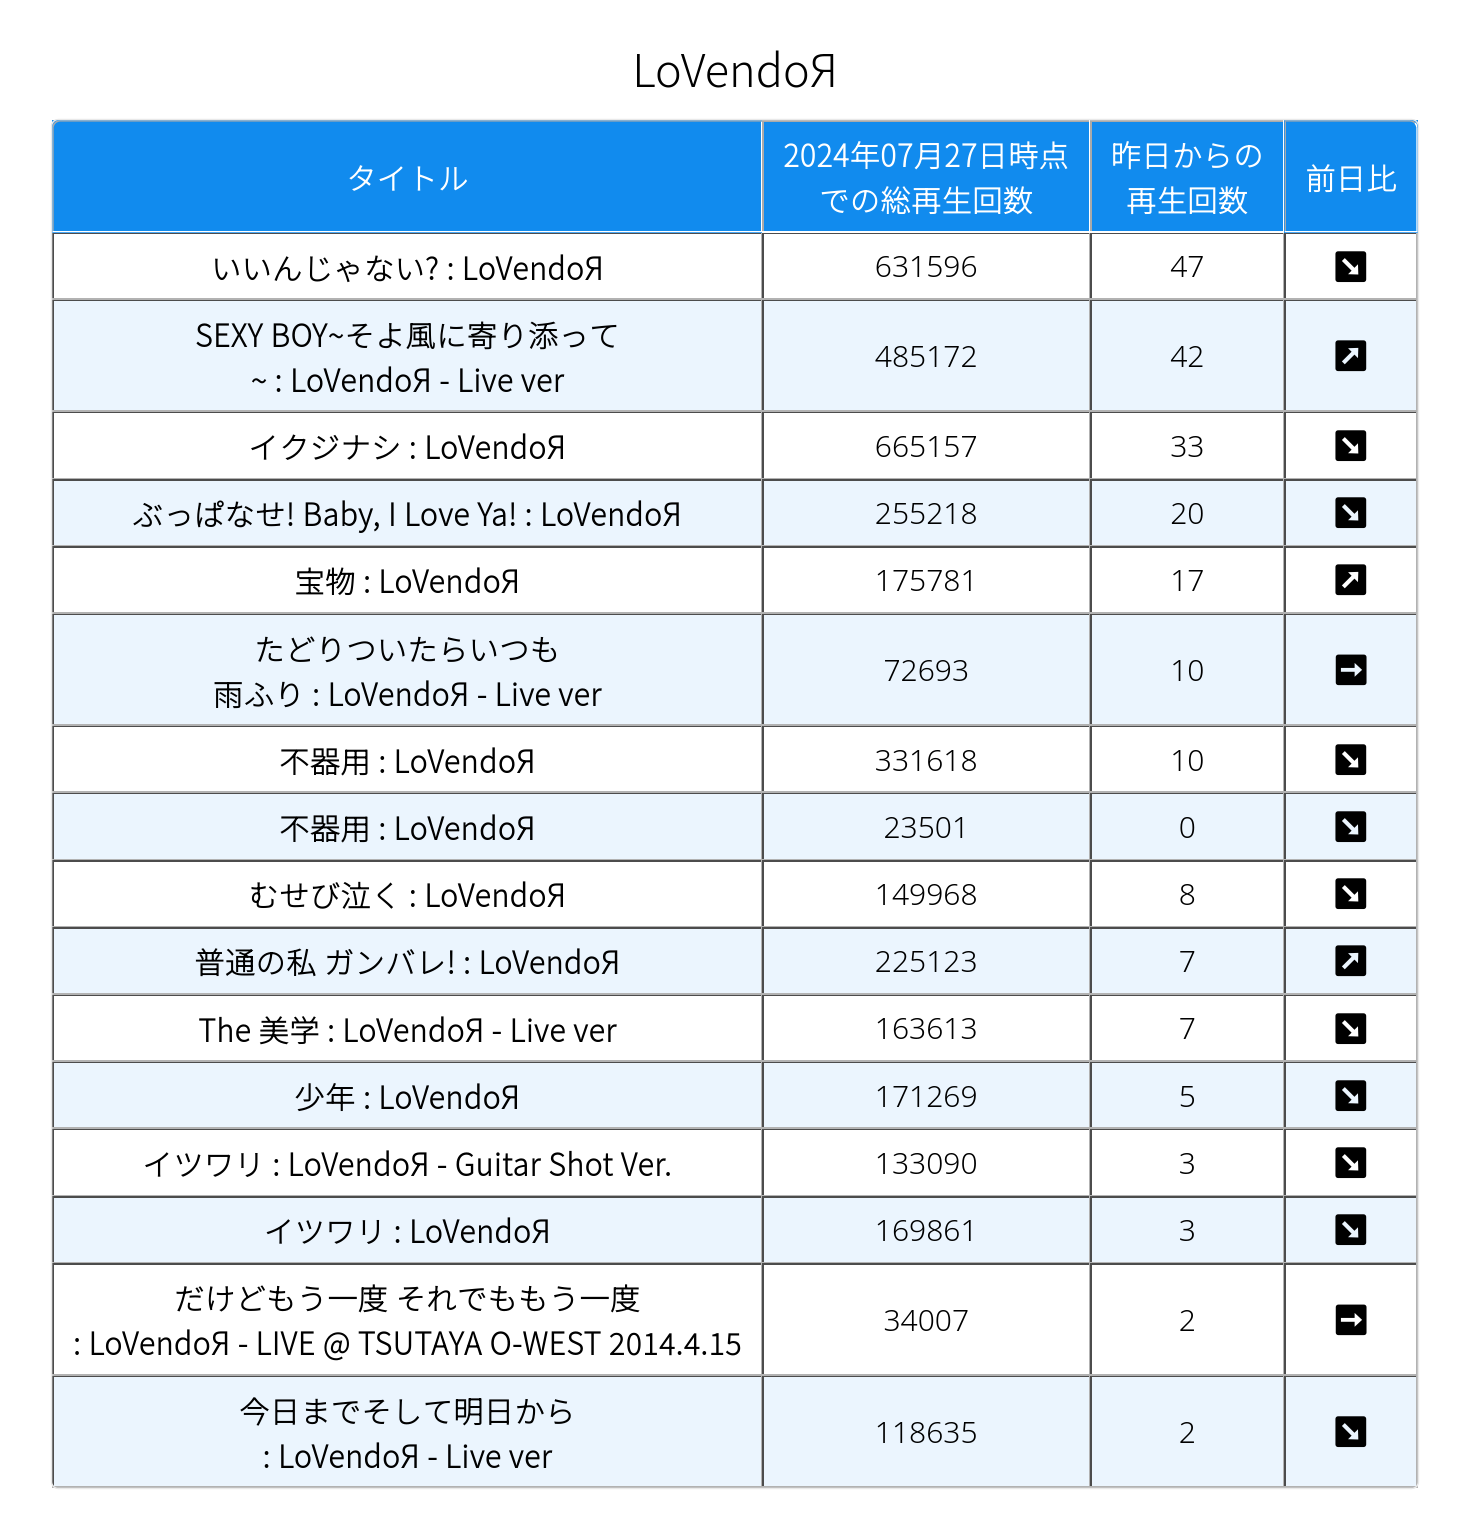 LoVendoЯ
タイトル
2024年07月27日時点
での総再生回数
昨日からの
再生回数
前日比
いいんじゃない? : LoVendoЯ
631596
47
SEXY BOY~そよ風に寄り添って
~ : LoVendoЯ - Live ver
485172
42
イクジナシ : LoVendoЯ
665157
33
ぶっぱなせ! Baby, I Love Ya! : LoVendoЯ
255218
20
宝物 : LoVendoЯ
175781
17
たどりついたらいつも
雨ふり : LoVendoЯ - Live ver
72693
10
不器用 : LoVendoЯ
331618
10
不器用 : LoVendoЯ
23501
0
むせび泣く : LoVendoЯ
149968
8
普通の私 ガンバレ! : LoVendoЯ
225123
7
The 美学 : LoVendoЯ - Live ver
163613
7
少年 : LoVendoЯ
171269
5
イツワリ : LoVendoЯ - Guitar Shot Ver.
133090
3
イツワリ : LoVendoЯ
169861
3
だけどもう一度 それでももう一度
: LoVendoЯ - LIVE @ TSUTAYA O-WEST 2014.4.15
34007
2
今日までそして明日から
: LoVendoЯ - Live ver
118635
2